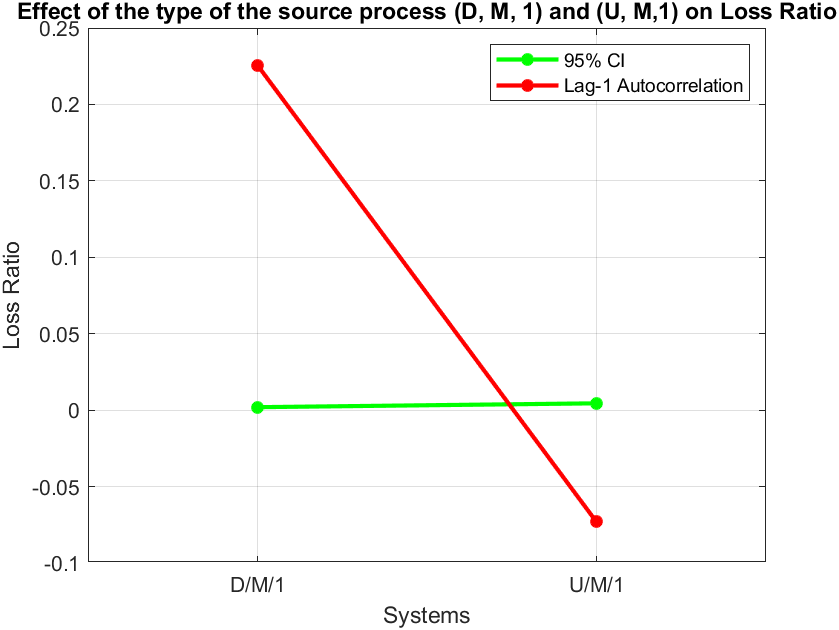 Effect of the type of the source process (D, M, 1) and (U, M,1) on Loss Ratio
0.25
95% CI
Lag-1 Autocorrelation
0.2
0.15
0.1
0.05
0
-0.05
-0.1
Loss Ratio
D/M/1
U/M/1
Systems